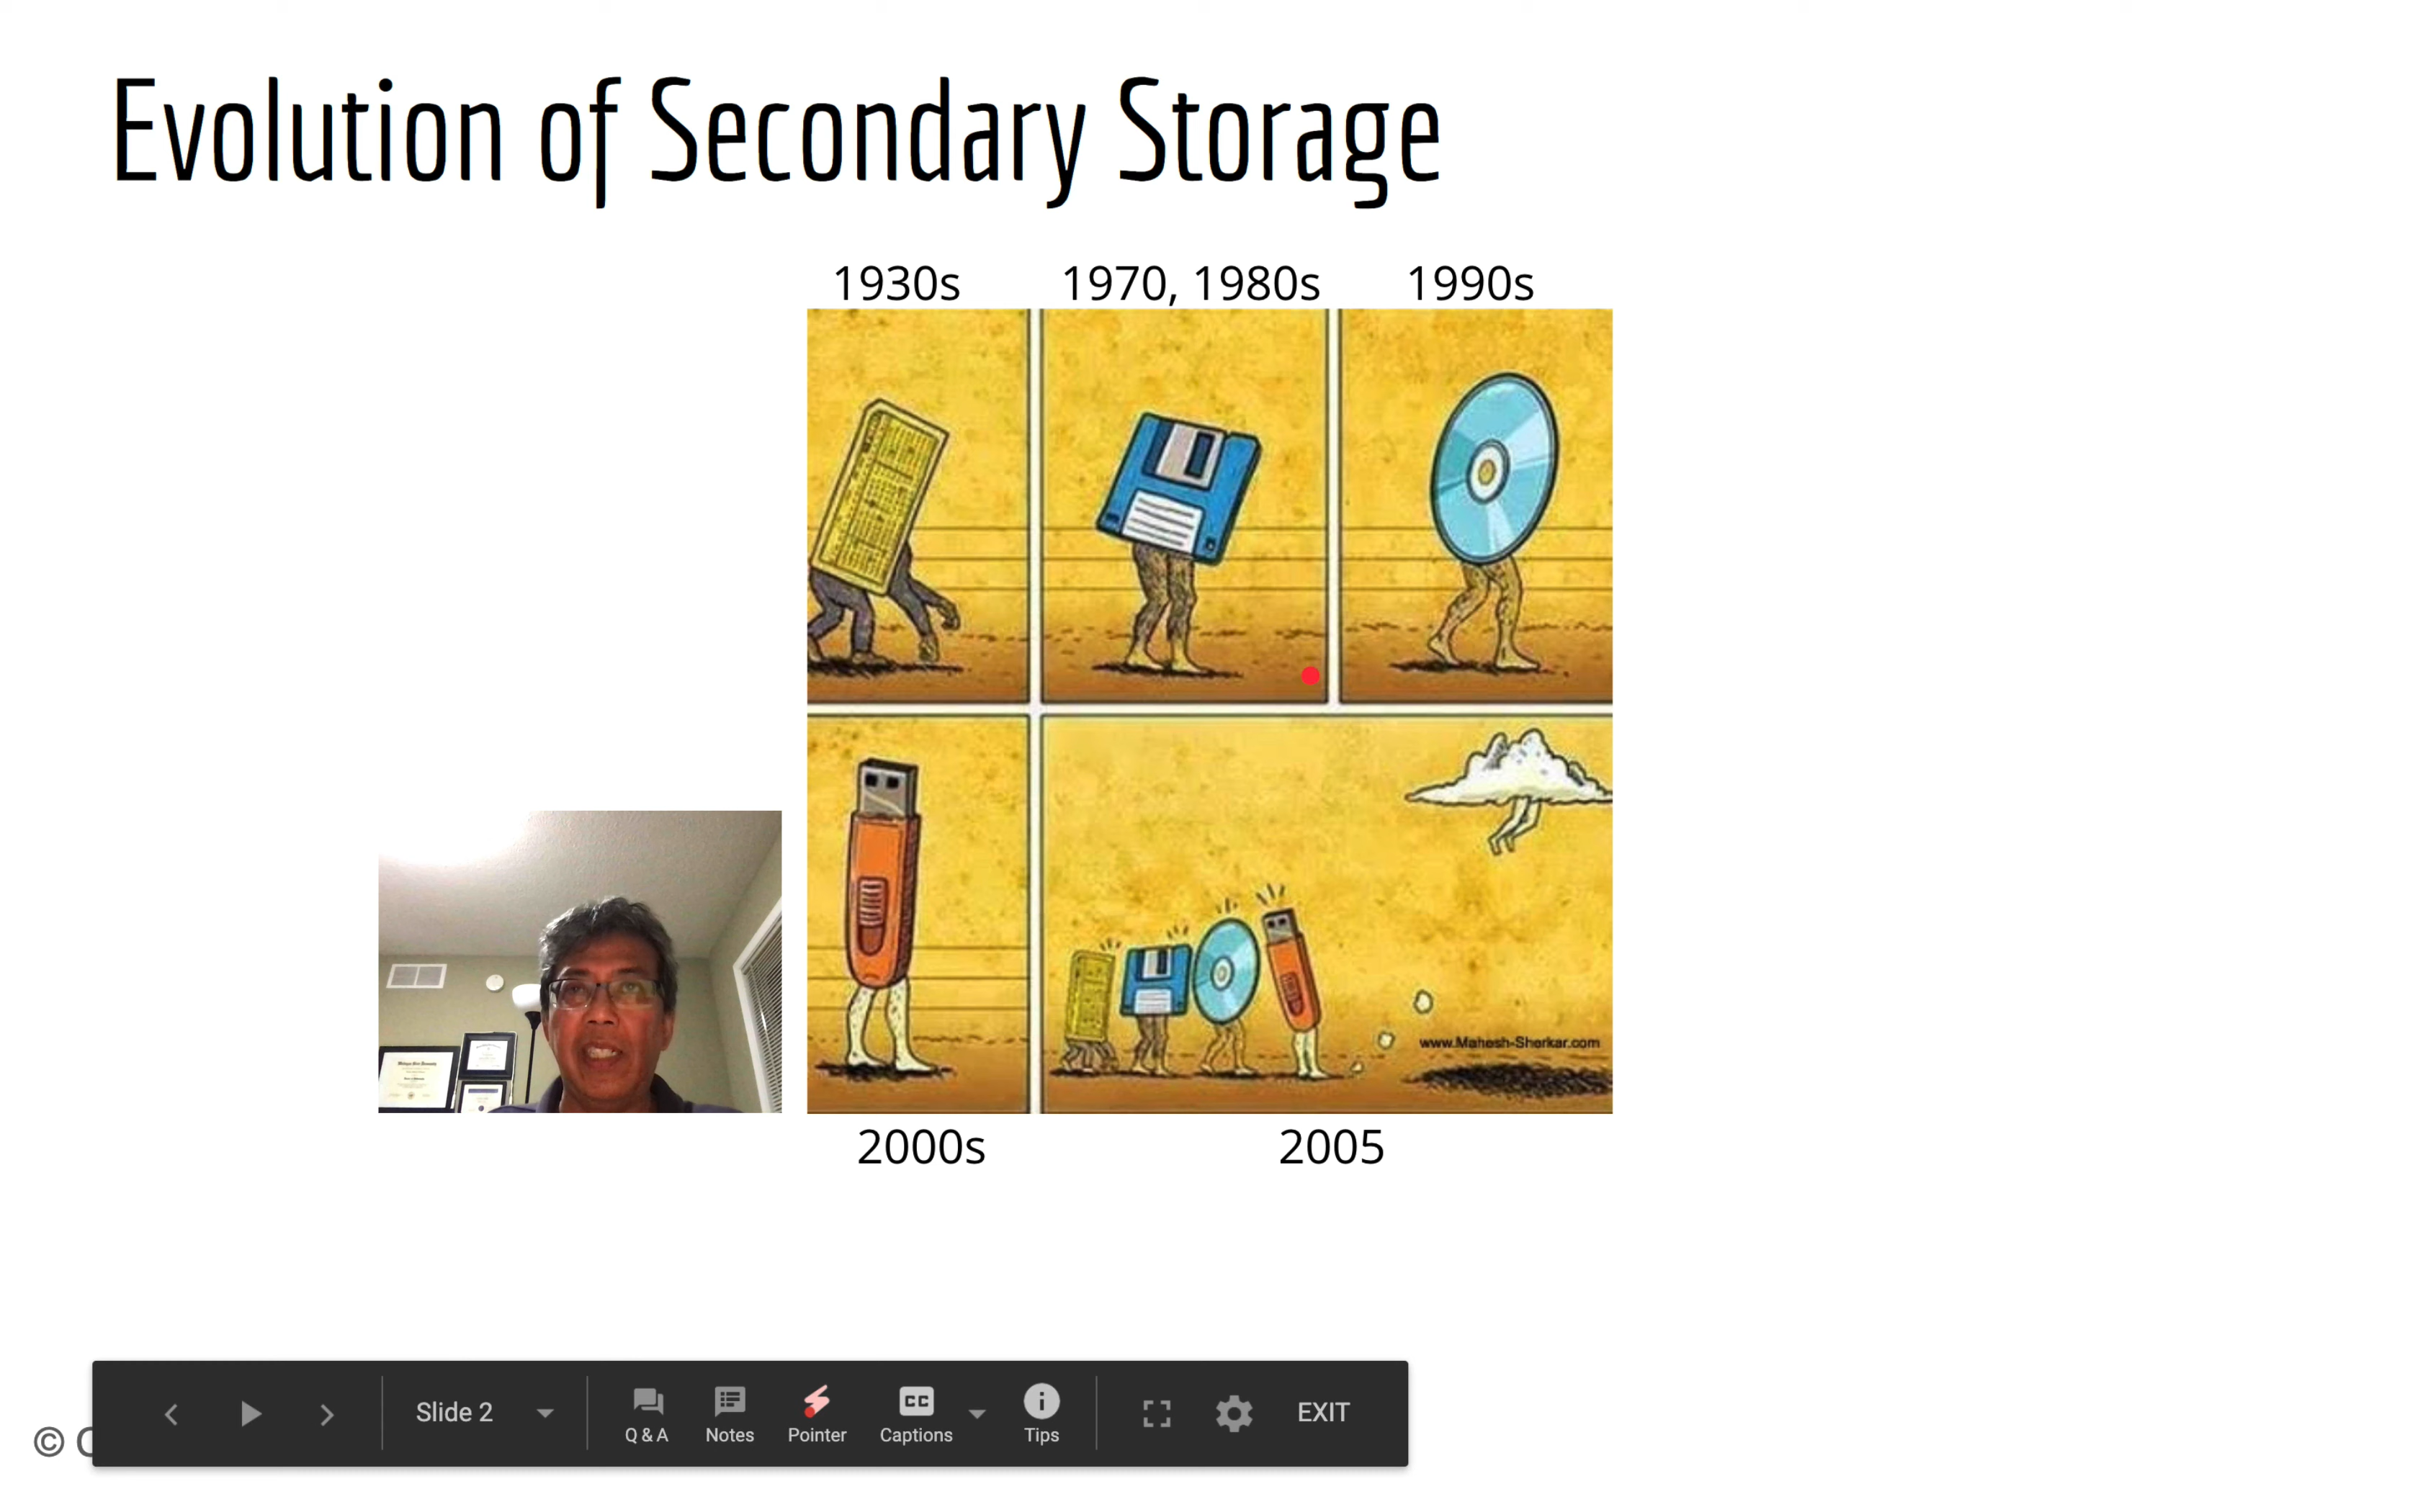 Evolution of Secondary Storage
1930s 1970, 1980s 1990s
www.Mahesh-Sherkar.com
2000s 2005
Slide 2
Q & A Notes Pointer Captions Tips EXIT
CC
©